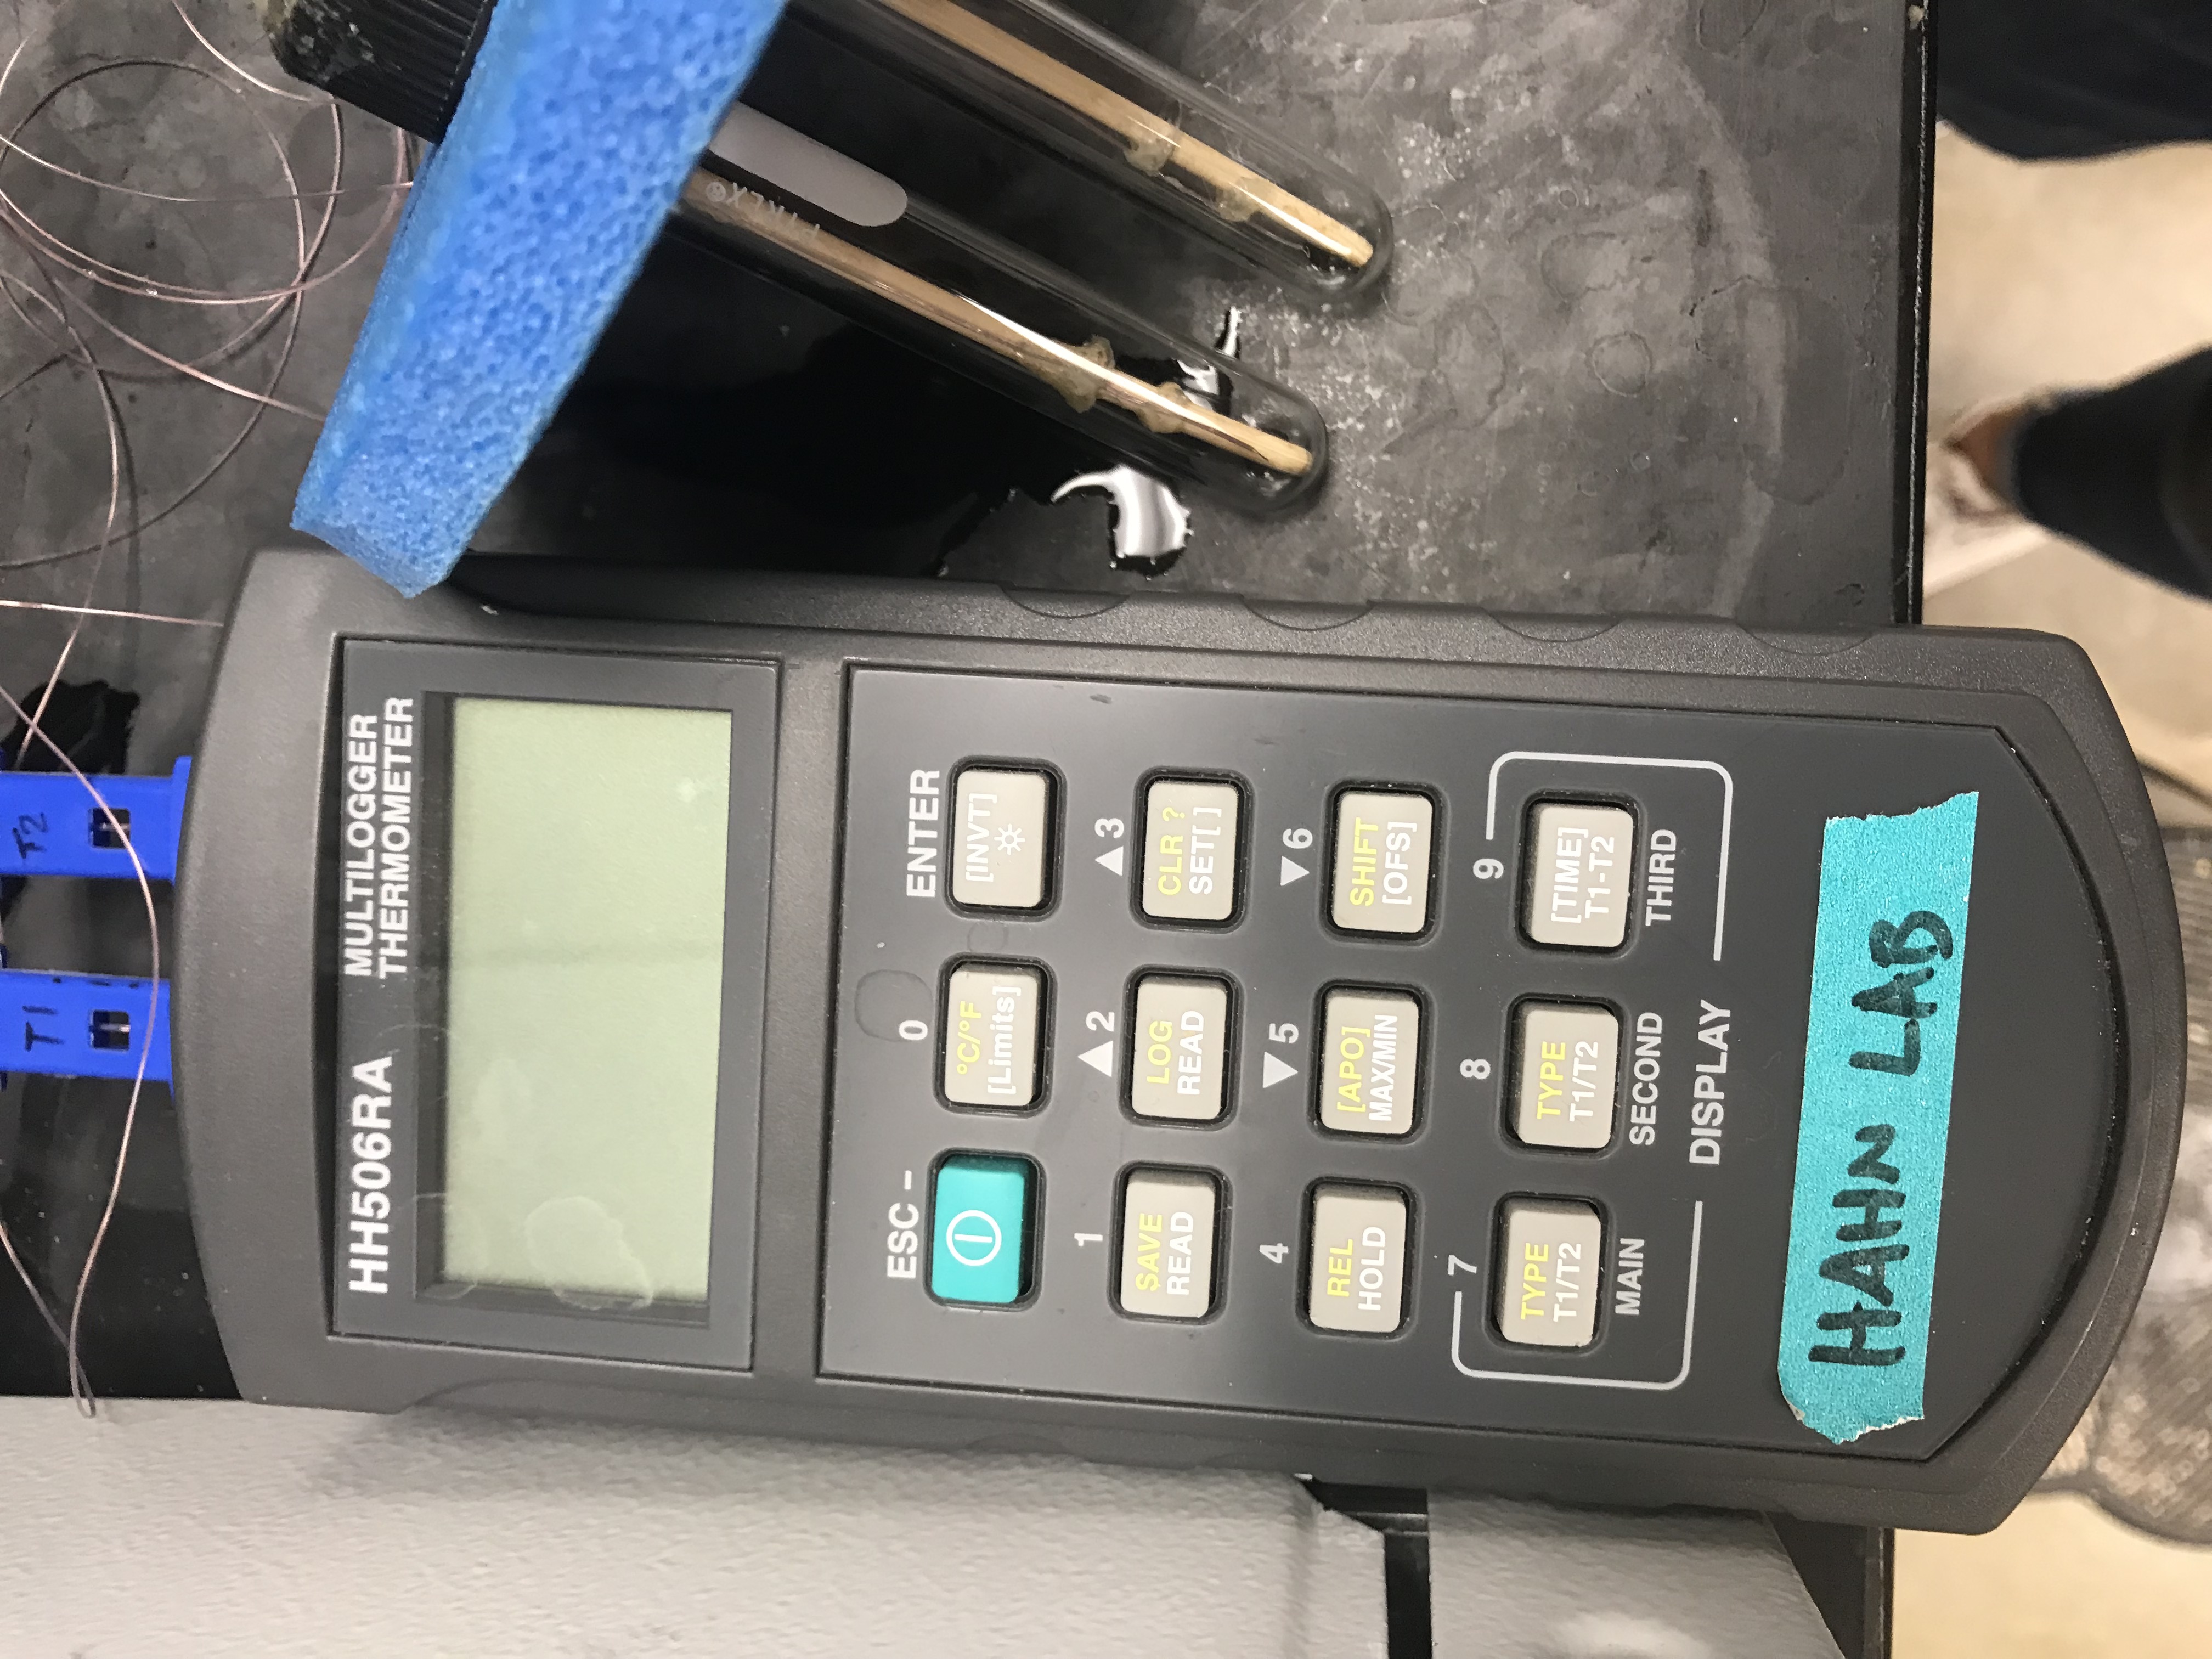 T1
T2
HH506RA
MULTILOGGER
THERMOMETER
ESC –
0
ENTER
°C/°F
[Limits]
[INVT]
1
▲2
▲3
SAVE
READ
LOG
READ
CLR ?
SET[ ]
4
▼5
▼6
REL
HOLD
[APO]
MAX/MIN
SHIFT
[OFS]
7
8
9
TYPE
T1/T2
TYPE
T1/T2
[TIME]
T1-T2
MAIN
SECOND
THIRD
DISPLAY
HAHN LAB
PYREX®